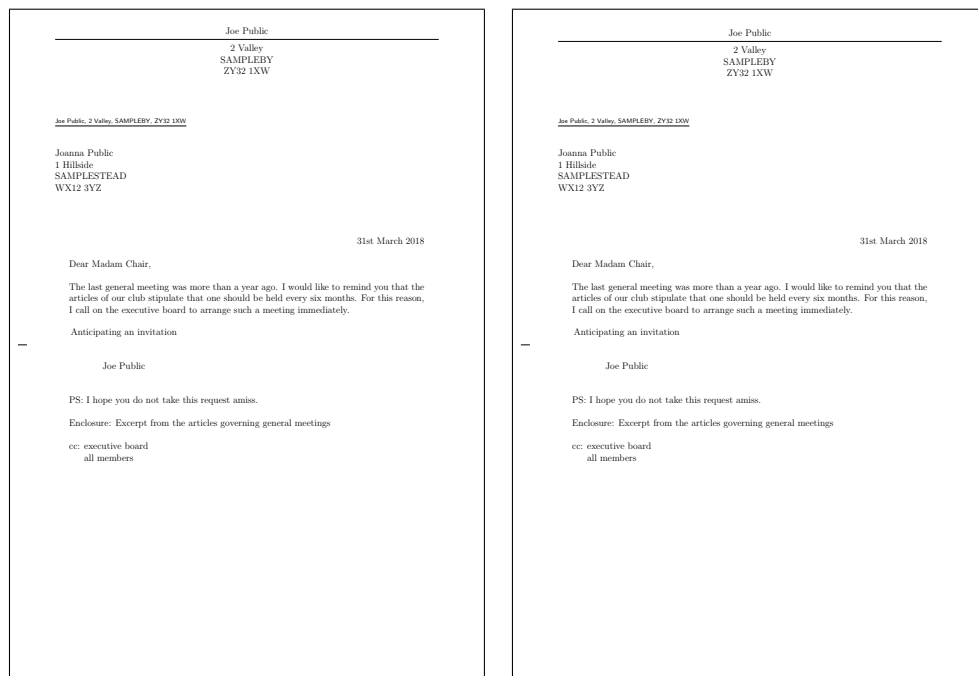 Joe Public
2 Valley
SAMPLEBY
ZY32 1XW
Joe Public, 2 Valley, SAMPLEBY, ZY32 1XW
Joanna Public
1 Hillside
SAMPLESTEAD
WX12 3YZ
31st March 2018
Dear Madam Chair,
The last general meeting was more than a year ago. I would like to remind you that the
articles of our club stipulate that one should be held every six months. For this reason,
I call on the executive board to arrange such a meeting immediately.
Anticipating an invitation
Joe Public
PS: I hope you do not take this request amiss.
Enclosure: Excerpt from the articles governing general meetings
cc: executive board
all members
Joe Public
2 Valley
SAMPLEBY
ZY32 1XW
Joe Public, 2 Valley, SAMPLEBY, ZY32 1XW
Joanna Public
1 Hillside
SAMPLESTEAD
WX12 3YZ
31st March 2018
Dear Madam Chair,
The last general meeting was more than a year ago. I would like to remind you that the
articles of our club stipulate that one should be held every six months. For this reason,
I call on the executive board to arrange such a meeting immediately.
Anticipating an invitation
Joe Public
PS: I hope you do not take this request amiss.
Enclosure: Excerpt from the articles governing general meetings
cc: executive board
all members